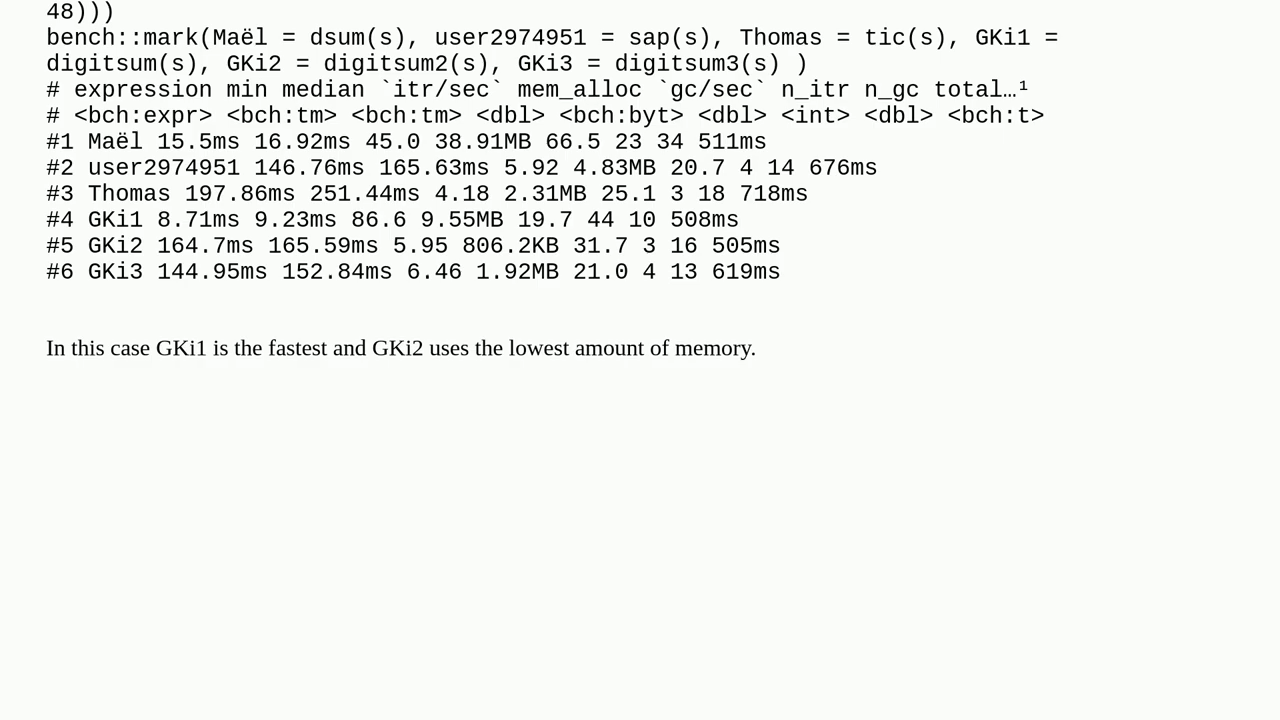 48)))
bench::mark(Maël = dsum(s), user2974951 = sap(s), Thomas = tic(s), GKi1 =
digitsum(s), GKi2 = digitsum2(s), GKi3 = digitsum3(s) )
# expression min median `itr/sec` mem_alloc `gc/sec` n_itr n_gc total…¹
# <bch:expr> <bch:tm> <bch:tm> <dbl> <bch:byt> <dbl> <int> <dbl> <bch:t>
#1 Maël 15.5ms 16.92ms 45.0 38.91MB 66.5 23 34 511ms
#2 user2974951 146.76ms 165.63ms 5.92 4.83MB 20.7 4 14 676ms
#3 Thomas 197.86ms 251.44ms 4.18 2.31MB 25.1 3 18 718ms
#4 GKi1 8.71ms 9.23ms 86.6 9.55MB 19.7 44 10 508ms
#5 GKi2 164.7ms 165.59ms 5.95 806.2KB 31.7 3 16 505ms
#6 GKi3 144.95ms 152.84ms 6.46 1.92MB 21.0 4 13 619ms
In this case GKi1 is the fastest and GKi2 uses the lowest amount of memory.